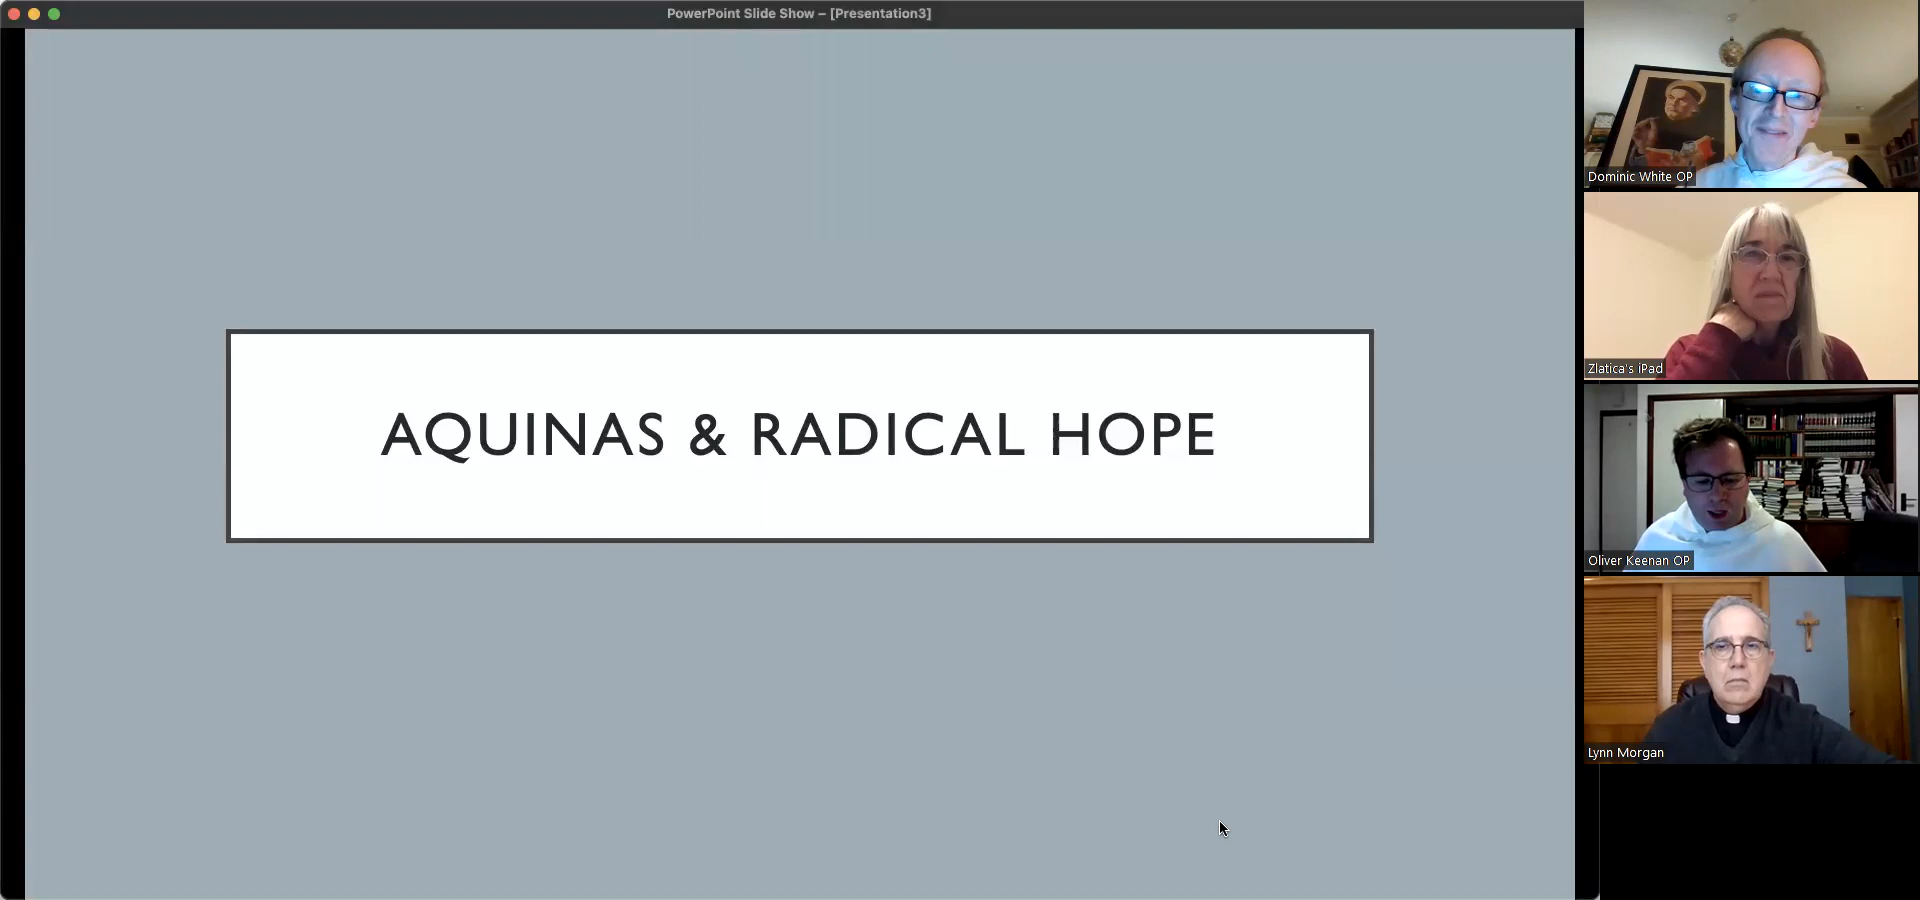 PowerPoint Slide Show – [Presentation3]
AQUINAS & RADICAL HOPE
Dominic White OP
Zlatica's iPad
Oliver Keenan OP
Lynn Morgan